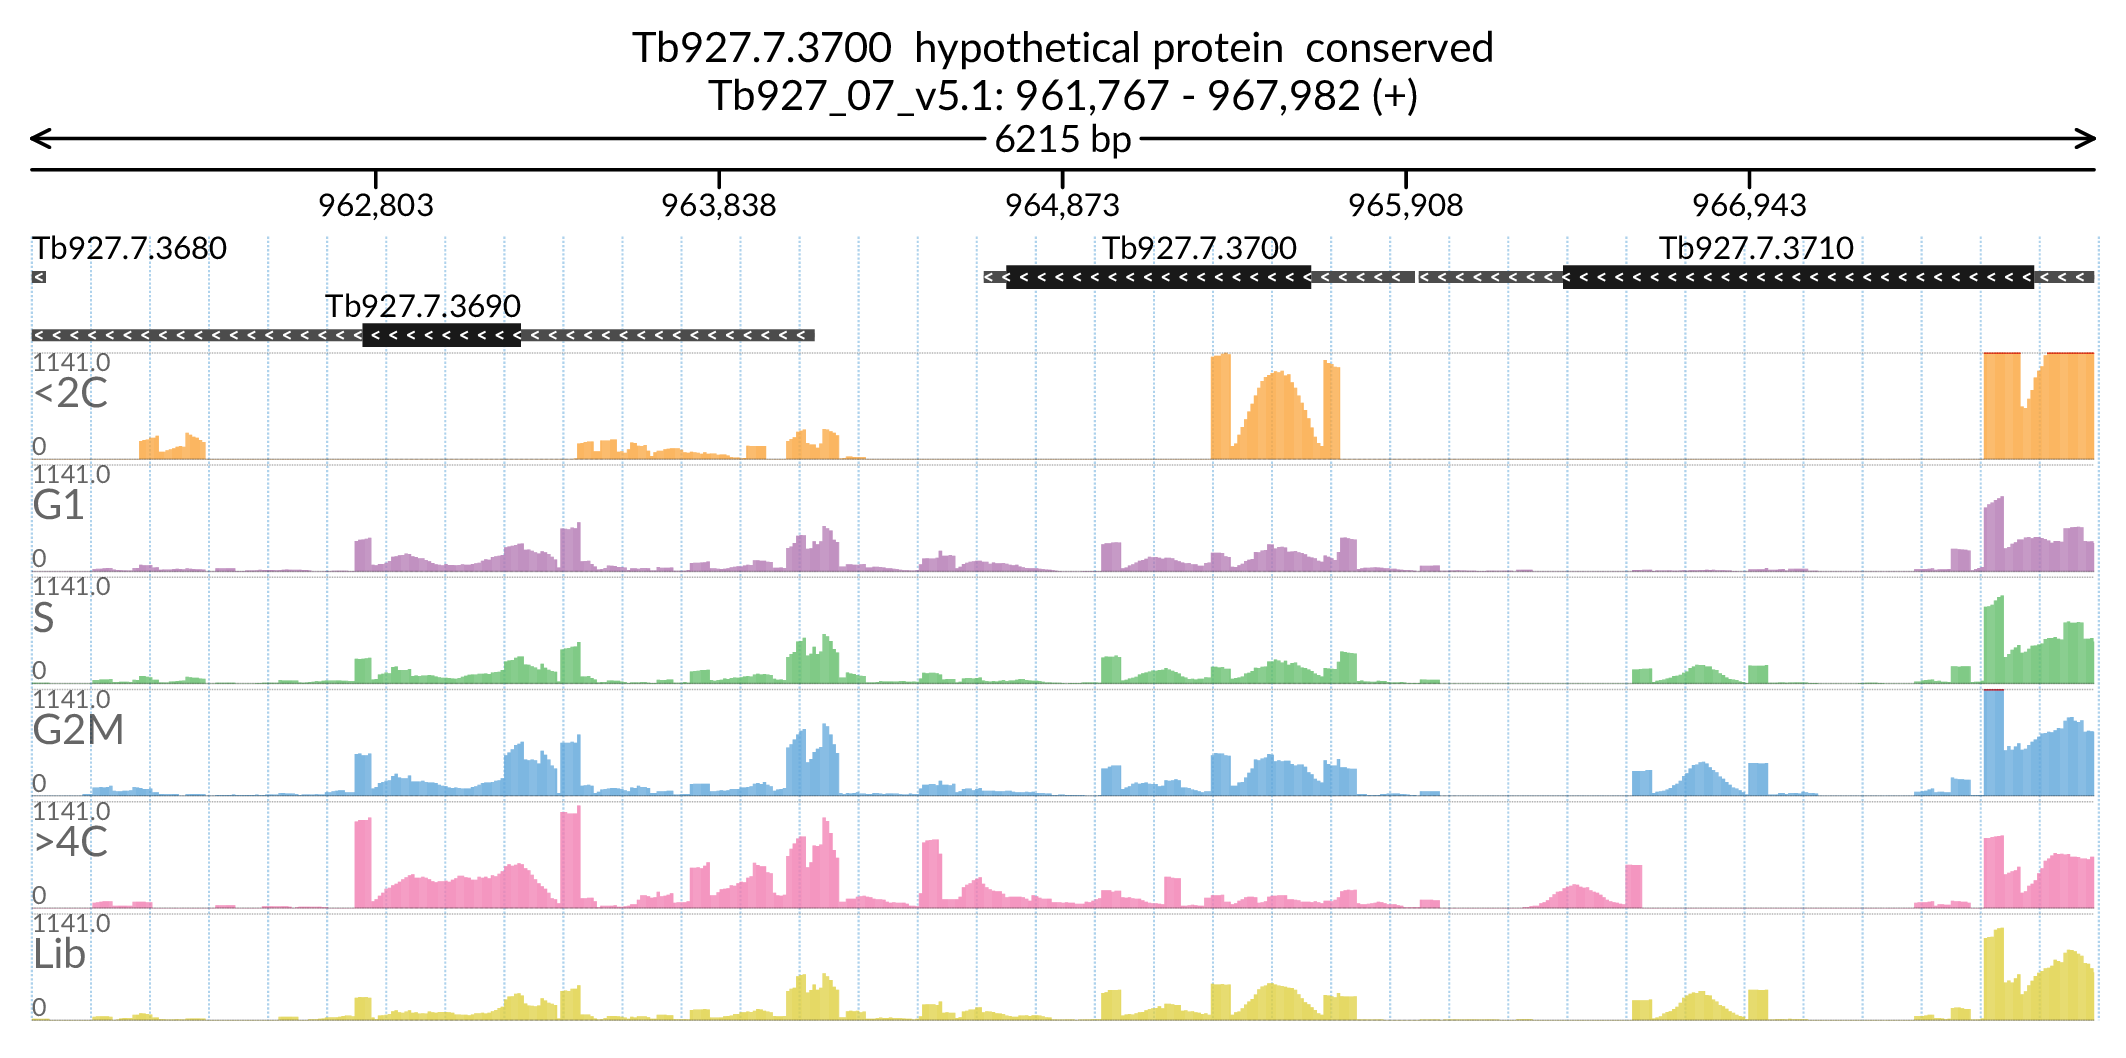 Tb927.7.3700  hypothetical protein  conserved
Tb927_07_v5.1: 961,767 - 967,982 (+)
6215 bp
962,803 963,838 964,873 965,908 966,943
Tb927.7.3680 Tb927.7.3700 Tb927.7.3710
Tb927.7.3690
1141.0
<2C
0
1141.0
G1
0
1141.0
S
0
1141.0
G2M
0
1141.0
>4C
0
1141.0
Lib
0